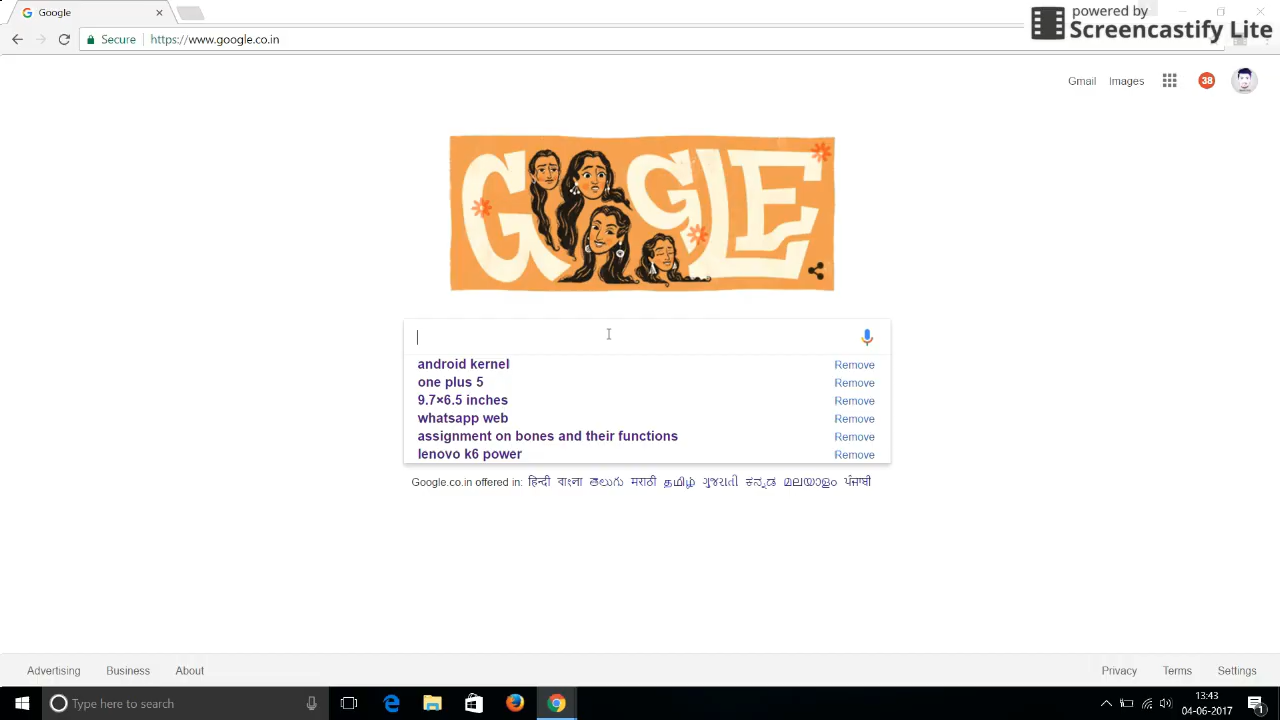 Google
powered by
Screencastify Lite
Secure
https://www.google.co.in
Gmail
Images
38
GOOGLE
android kernel
Remove
one plus 5
Remove
9.7×6.5 inches
Remove
whatsapp web
Remove
assignment on bones and their functions
Remove
lenovo k6 power
Remove
Google.co.in offered in: हिन्दी বাংলা తెలుగు मराठी தமிழ் ગુજરાતી ಕನ್ನಡ മലയാളം ਪੰਜਾਬੀ
Advertising
Business
About
Privacy
Terms
Settings
Type here to search
13:43
04-06-2017
1